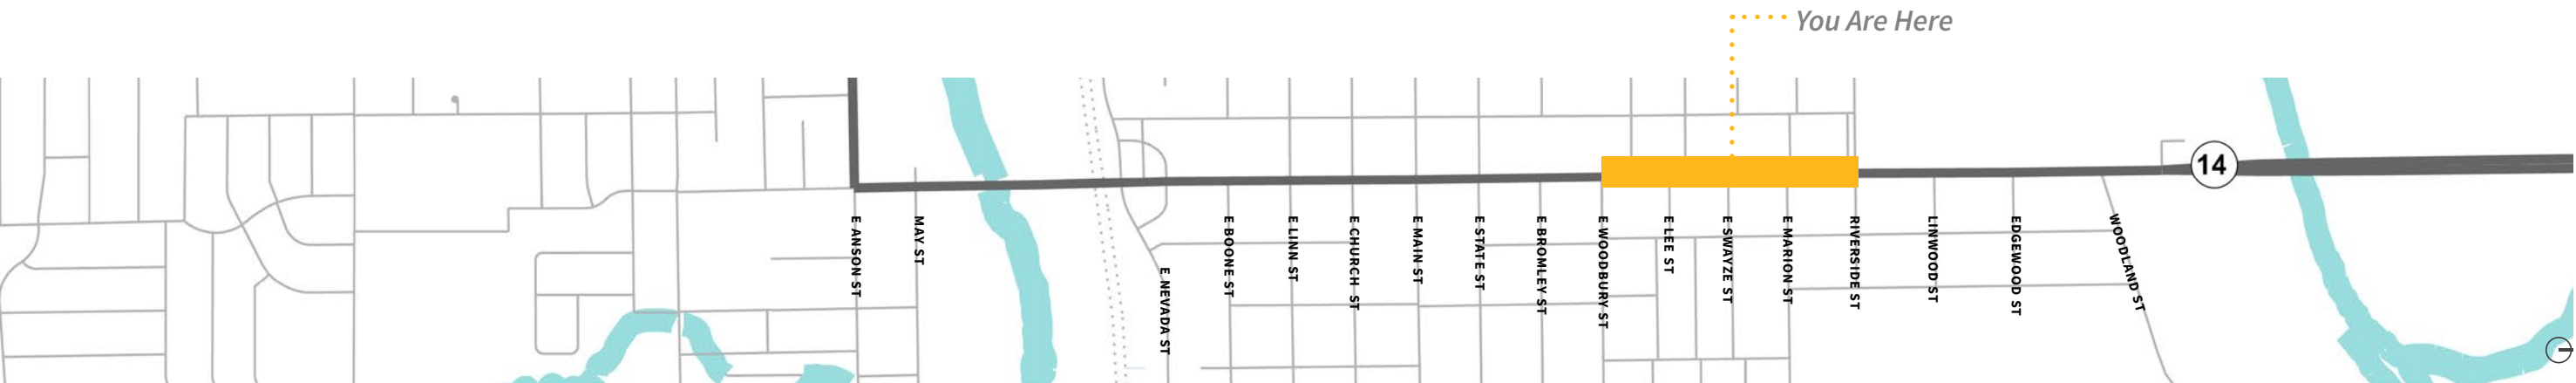 You Are Here
14
E ANSON ST
MAY ST
E NEVADA ST
E BOONE ST
E LINN ST
E CHURCH ST
E MAIN ST
E STATE ST
E BROMLEY ST
E WOODBURY ST
E LEE ST
E SWAYZE ST
E MARION ST
RIVERSIDE ST
LINWOOD ST
EDGEWOOD ST
WOODLAND ST